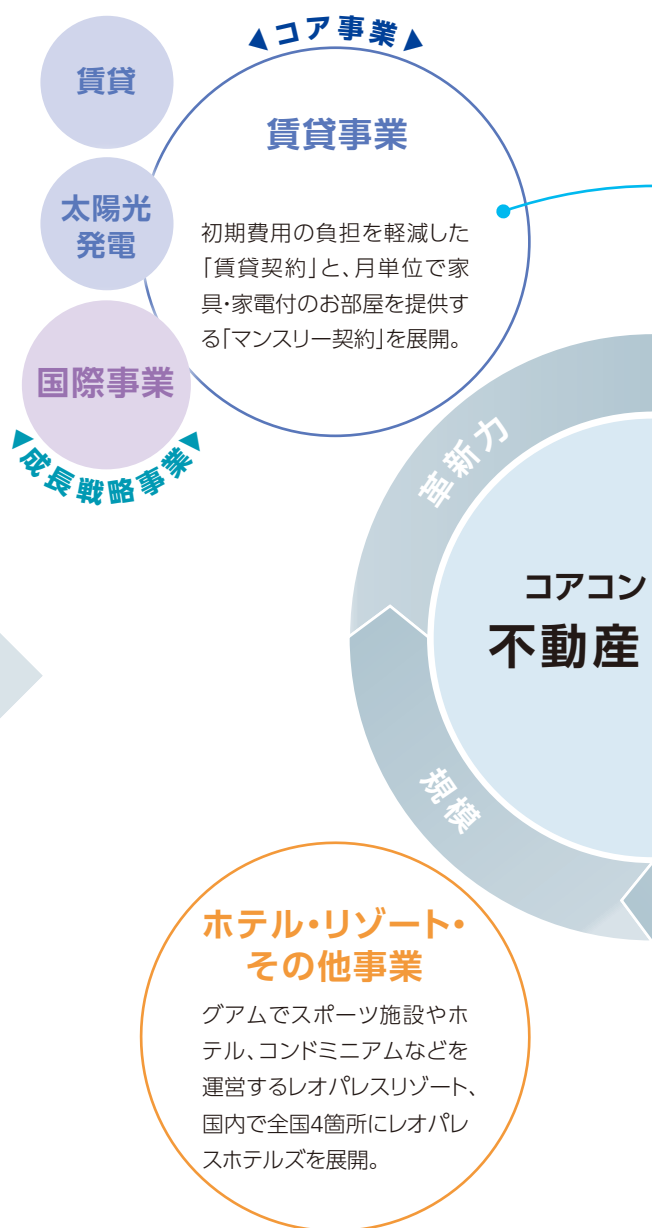 コア事業
賃貸
賃貸事業
太陽光
発電
初期費用の負担を軽減した
「賃貸契約」と、月単位で家
具・家電付のお部屋を提供す
る「マンスリー契約」を展開。
国際事業
成長戦略事業
革新力
コアコン
不動産
規模
ホテル・リゾート・
その他事業
グアムでスポーツ施設やホ
テル、コンドミニアムなどを
運営するレオパレスリゾート、
国内で全国4箇所にレオパレ
スホテルズを展開。